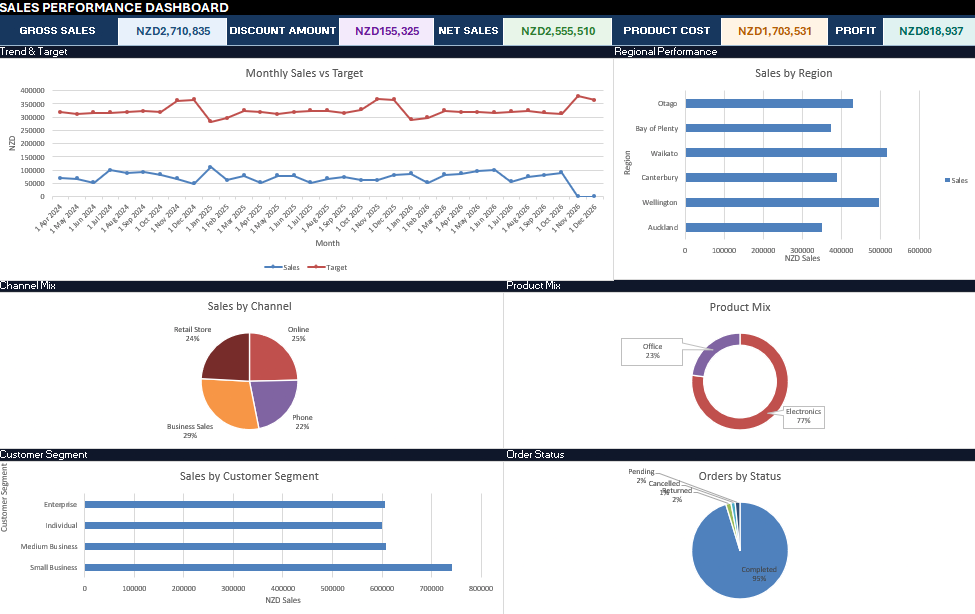 SALES PERFORMANCE DASHBOARD
GROSS SALES NZD2,710,835 DISCOUNT AMOUNT NZD155,325 NET SALES NZD2,555,510 PRODUCT COST NZD1,703,531 PROFIT NZD818,937
Trend & Target
Monthly Sales vs Target
NZD
400000
350000
300000
250000
200000
150000
100000
50000
0
1 Apr 2024
1 May 2024
1 Jun 2024
1 Jul 2024
1 Aug 2024
1 Sep 2024
1 Oct 2024
1 Nov 2024
1 Dec 2024
1 Jan 2025
1 Feb 2025
1 Mar 2025
1 Apr 2025
1 May 2025
1 Jun 2025
1 Jul 2025
1 Aug 2025
1 Sep 2025
1 Oct 2025
1 Nov 2025
1 Dec 2025
1 Jan 2026
1 Feb 2026
1 Mar 2026
1 Apr 2026
1 May 2026
1 Jun 2026
1 Jul 2026
1 Aug 2026
1 Sep 2026
1 Oct 2026
1 Nov 2026
1 Dec 2026
Month
Sales Target
Regional Performance
Sales by Region
Region
Otago
Bay of Plenty
Waikato
Canterbury
Wellington
Auckland
0 100000 200000 300000 400000 500000 600000
NZD Sales
Sales
Channel Mix
Sales by Channel
Retail Store
24%
Online
25%
Business Sales
29%
Phone
22%
Product Mix
Product Mix
Office
23%
Electronics
77%
Customer Segment
Sales by Customer Segment
Customer Segment
Enterprise
Individual
Medium Business
Small Business
0 100000 200000 300000 400000 500000 600000 700000 800000
NZD Sales
Order Status
Orders by Status
Pending
2%
Cancelled
1%
Returned
2%
Completed
95%